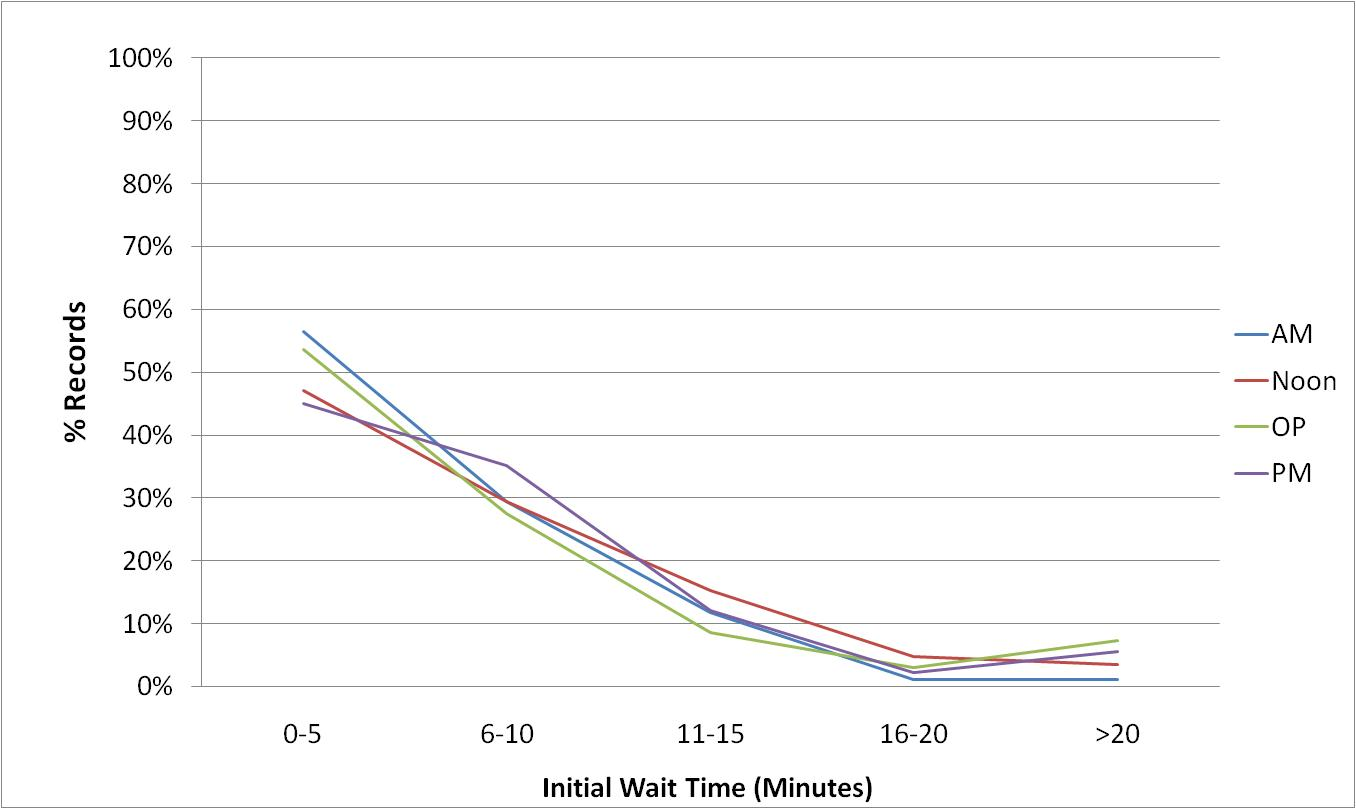 100%
90%
80%
70%
60%
50%
40%
30%
20%
10%
0%
% Records
0-5 6-10 11-15 16-20 >20
Initial Wait Time (Minutes)
AM
Noon
OP
PM